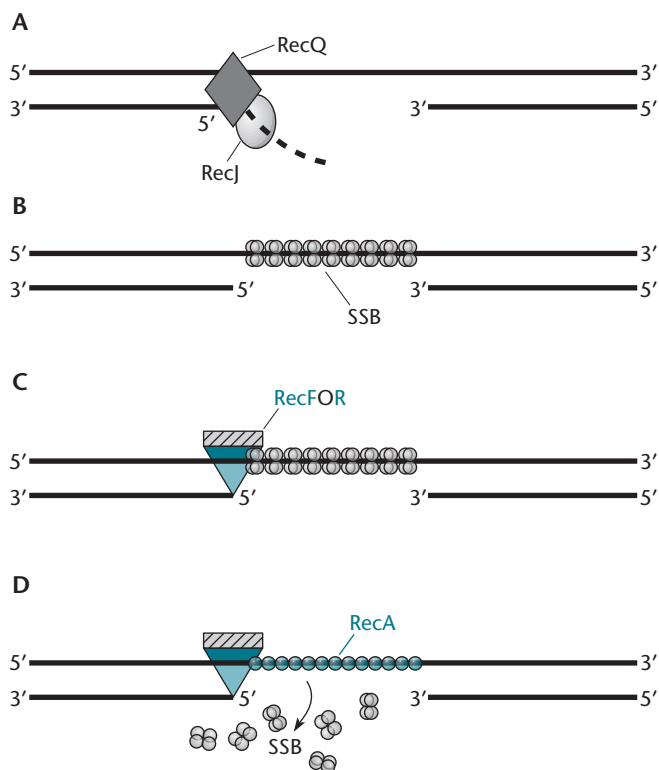 A
RecQ
5′ 3′
3′ 5′ 3′ 5′
RecJ
B
5′ 3′
3′ 5′ 3′ 5′
SSB
C
RecFOR
5′ 3′
3′ 5′ 3′ 5′
D
RecA
5′ 3′
3′ 5′ 3′ 5′
SSB